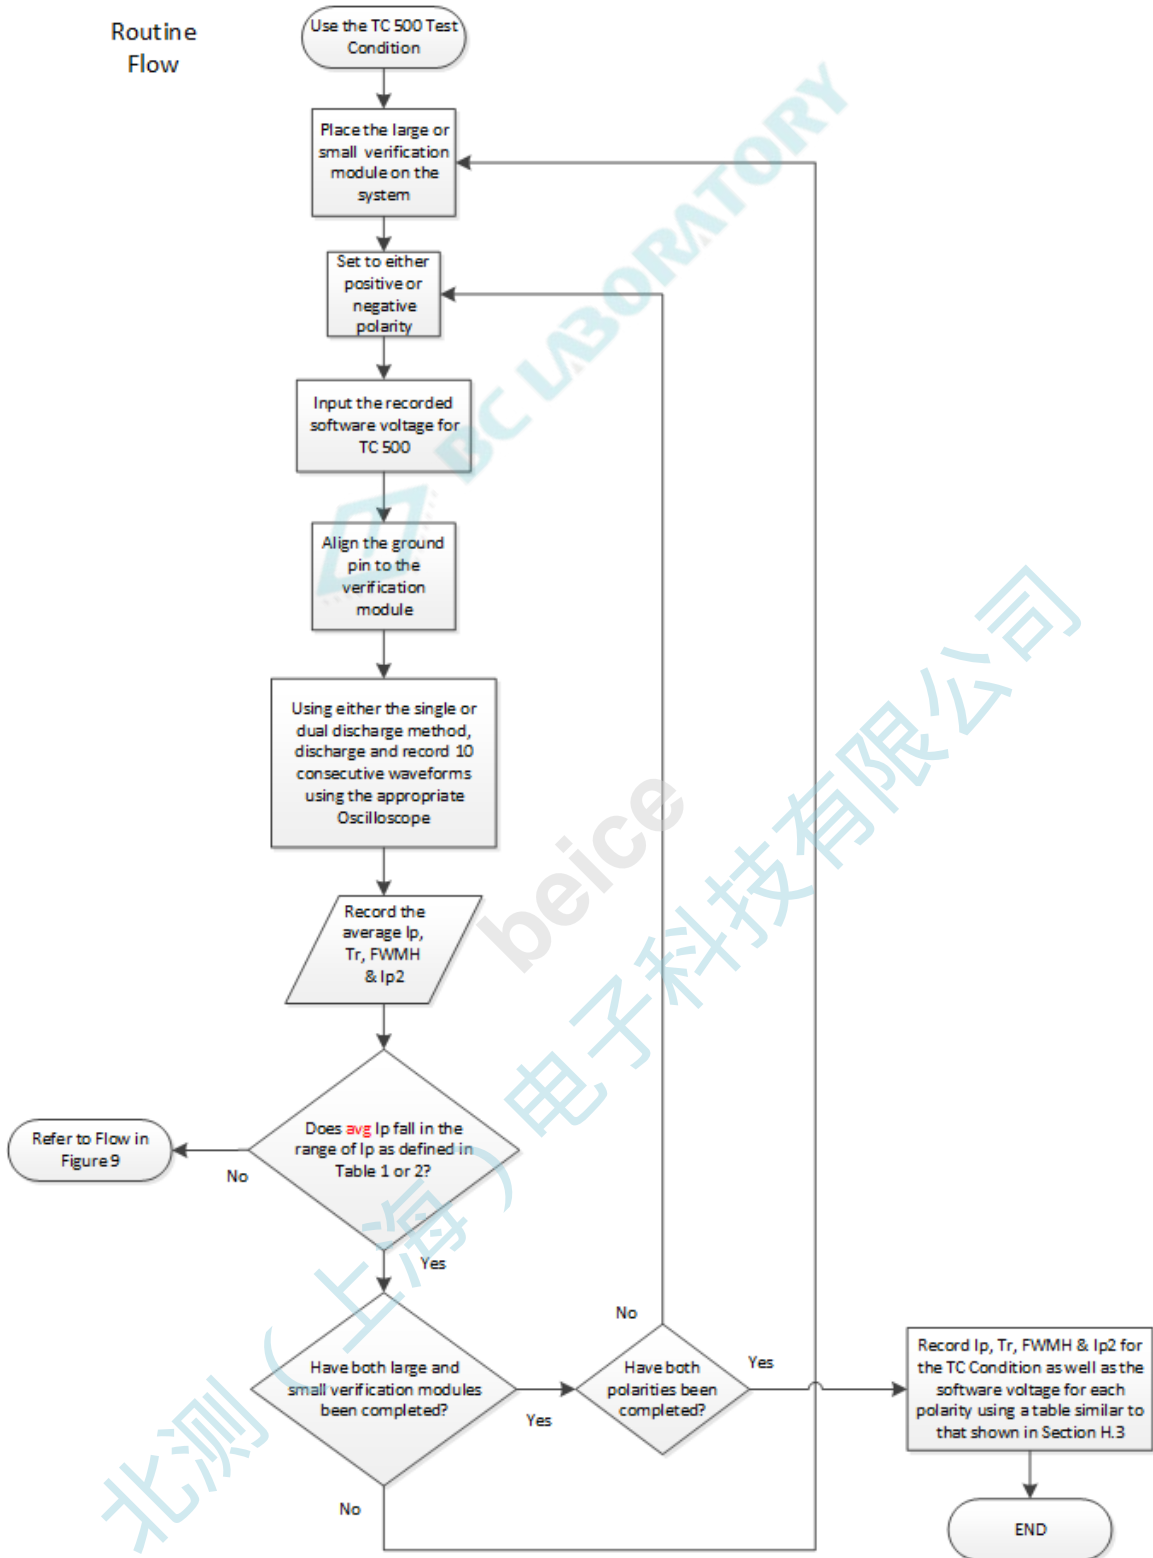 Routine
Flow
Use the TC 500 Test
Condition
Place the large or
small verification
module on the
system
Set to either
positive or
negative
polarity
Input the recorded
software voltage for
TC 500
Align the ground
pin to the
verification
module
Using either the single or
dual discharge method,
discharge and record 10
consecutive waveforms
using the appropriate
Oscilloscope
Record the
average Ip,
Tr, FWMH
& Ip2
Does avg Ip fall in the
range of Ip as defined in
Table 1 or 2?
No
Refer to Flow in
Figure 9
Yes
Have both large and
small verification modules
been completed?
Yes
No
Have both
polarities been
completed?
No
Yes
Record Ip, Tr, FWMH & Ip2 for
the TC Condition as well as the
software voltage for each
polarity using a table similar to
that shown in Section H.3
END
BC LABORATORY
beice
北测（上海）电子科技有限公司